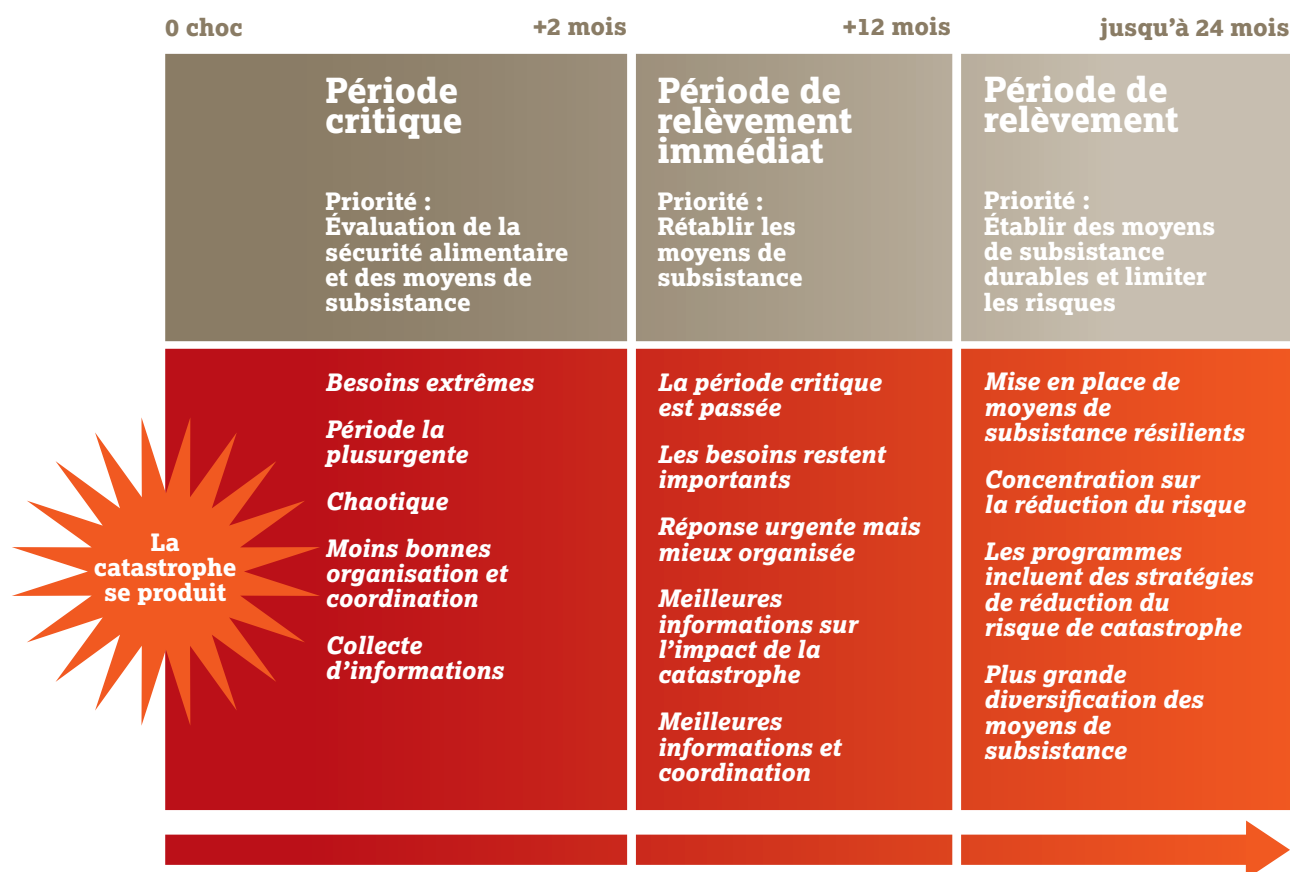 0 choc
+2 mois
+12 mois
jusqu'à 24 mois
Période
critique
Priorité :
Évaluation de la
sécurité alimentaire
et des moyens de
subsistance
Période de
relèvement
immédiat
Priorité :
Rétablir les
moyens de
subsistance
Période de
relèvement
Priorité :
Établir des moyens
de subsistance
durables et limiter
les risques
La
catastrophe
se produit
Besoins extrêmes
Période la
plusurgente
Chaotique
Moins bonnes
organisation et
coordination
Collecte
d'informations
La période critique
est passée
Les besoins restent
importants
Réponse urgente mais
mieux organisée
Meilleures
informations sur
l'impact de la
catastrophe
Meilleures
informations et
coordination
Mise en place de
moyens de
subsistance résilients
Concentration sur
la réduction du risque
Les programmes
incluent des stratégies
de réduction du
risque de catastrophe
Plus grande
diversification des
moyens de
subsistance